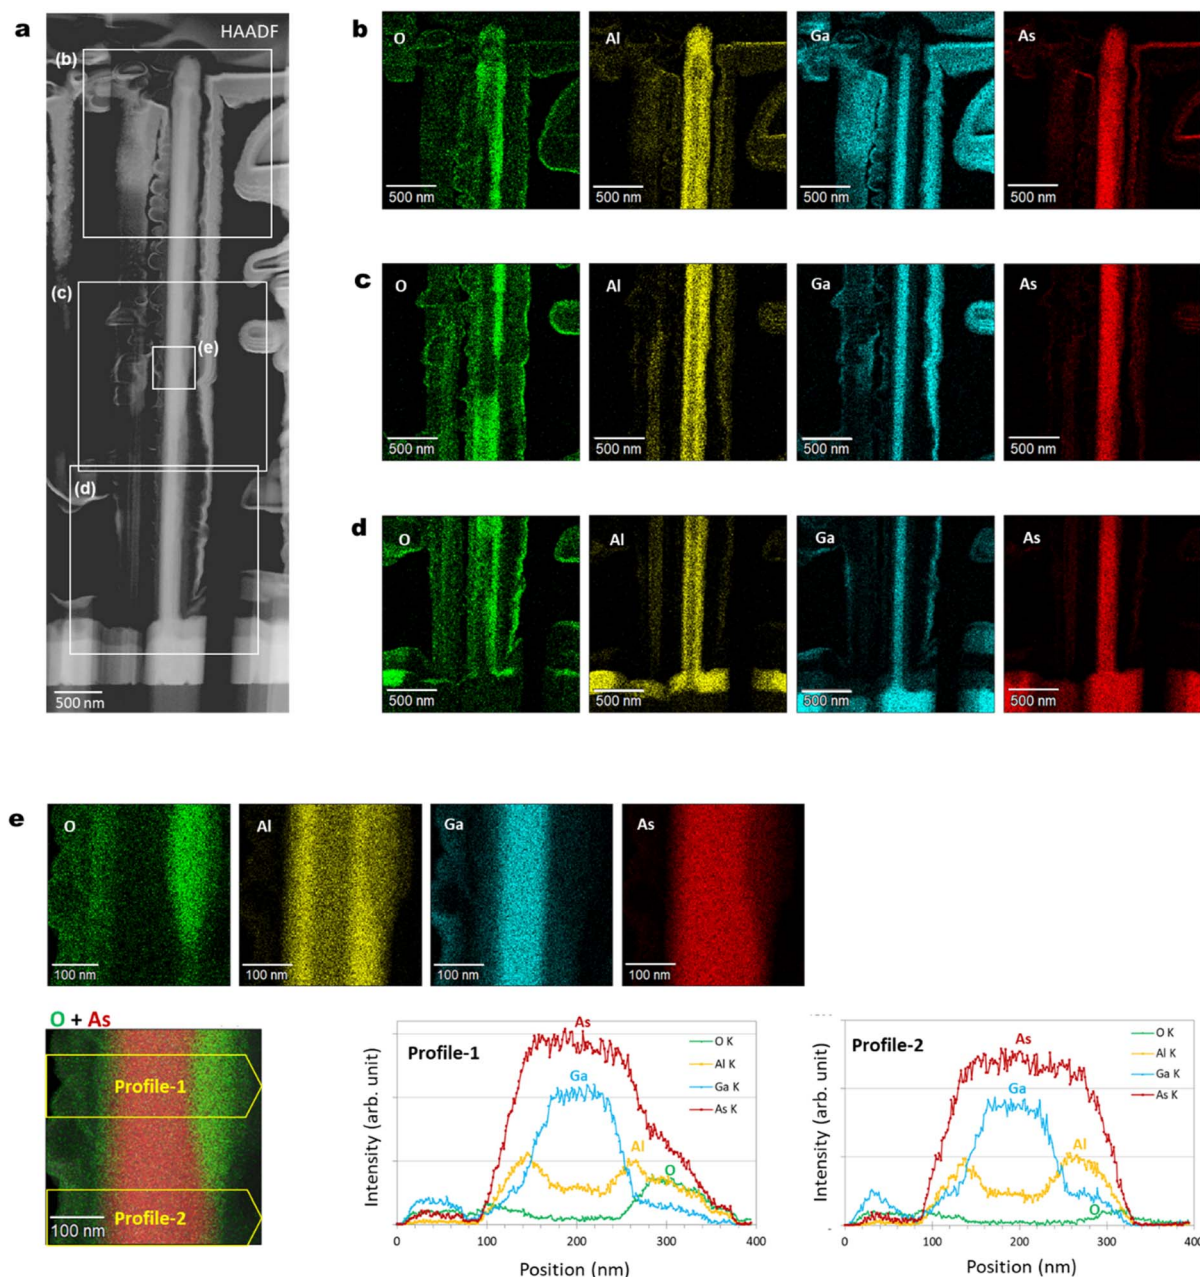 a
HAADF
(b)
(c)
(e)
(d)
500 nm
b
O
Al
Ga
As
500 nm
500 nm
500 nm
500 nm
c
O
Al
Ga
As
500 nm
500 nm
500 nm
500 nm
d
O
Al
Ga
As
500 nm
500 nm
500 nm
500 nm
e
O
Al
Ga
As
100 nm
100 nm
100 nm
100 nm
O + As
Profile-1
Profile-2
100 nm
Profile-1
As
Ga
Al
O
O K
Al K
Ga K
As K
Intensity (arb. unit)
0 100 200 300 400
Position (nm)
Profile-2
As
Ga
Al
O
O K
Al K
Ga K
As K
Intensity (arb. unit)
0 100 200 300 400
Position (nm)